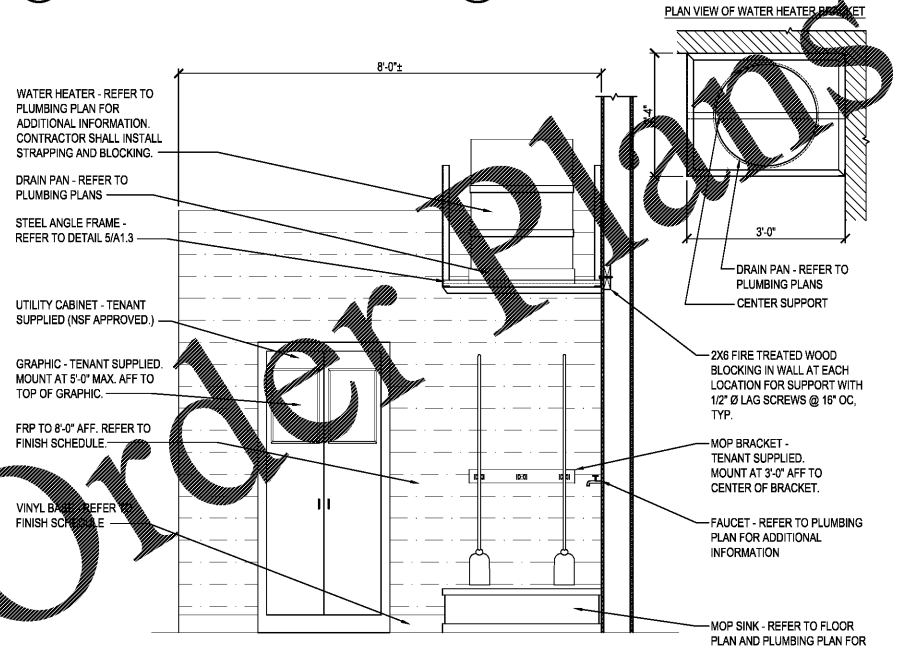 PLAN VIEW OF WATER HEATER BRACKET
8'-0"±
WATER HEATER - REFER TO
PLUMBING PLAN FOR
ADDITIONAL INFORMATION.
CONTRACTOR SHALL INSTALL
STRAPPING AND BLOCKING.
DRAIN PAN - REFER TO
PLUMBING PLANS
STEEL ANGLE FRAME -
REFER TO DETAIL 5/A1.3
UTILITY CABINET - TENANT
SUPPLIED (NSF APPROVED.)
GRAPHIC - TENANT SUPPLIED.
MOUNT AT 5'-0" MAX. AFF TO
TOP OF GRAPHIC.
FRP TO 8'-0" AFF. REFER TO
FINISH SCHEDULE.
VINYL BASE - REFER TO
FINISH SCHEDULE
3'-0"
DRAIN PAN - REFER TO
PLUMBING PLANS
CENTER SUPPORT
2X6 FIRE TREATED WOOD
BLOCKING IN WALL AT EACH
LOCATION FOR SUPPORT WITH
1/2" Ø LAG SCREWS @ 16" OC,
TYP.
MOP BRACKET -
TENANT SUPPLIED.
MOUNT AT 3'-0" AFF TO
CENTER OF BRACKET.
FAUCET - REFER TO PLUMBING
PLAN FOR ADDITIONAL
INFORMATION
MOP SINK - REFER TO FLOOR
PLAN AND PLUMBING PLAN FOR
Order Plans